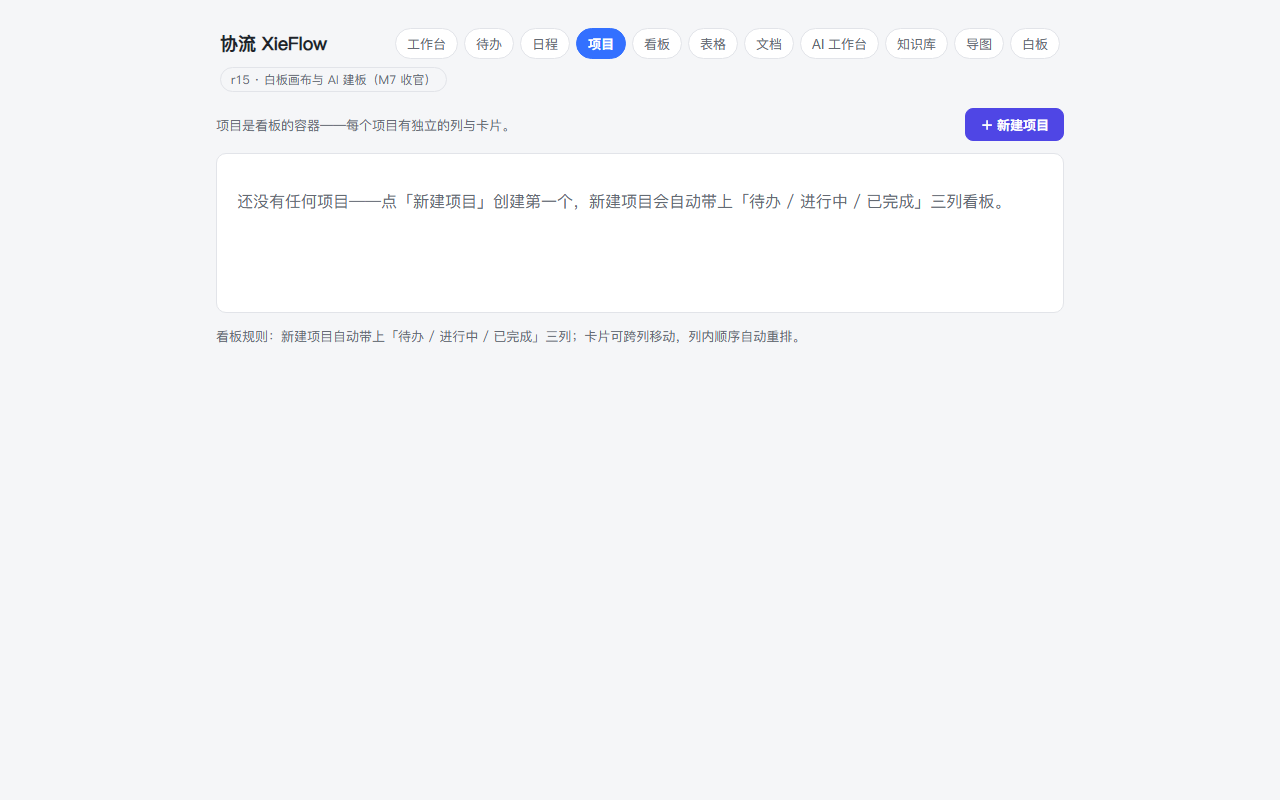 协流 XieFlow
工作台 待办 日程 项目 看板 表格 文档 AI 工作台 知识库 导图 白板
r15 · 白板画布与 AI 建板（M7 收官）
项目是看板的容器——每个项目有独立的列与卡片。
＋ 新建项目
还没有任何项目——点「新建项目」创建第一个，新建项目会自动带上「待办 / 进行中 / 已完成」三列看板。
看板规则：新建项目自动带上「待办 / 进行中 / 已完成」三列；卡片可跨列移动，列内顺序自动重排。